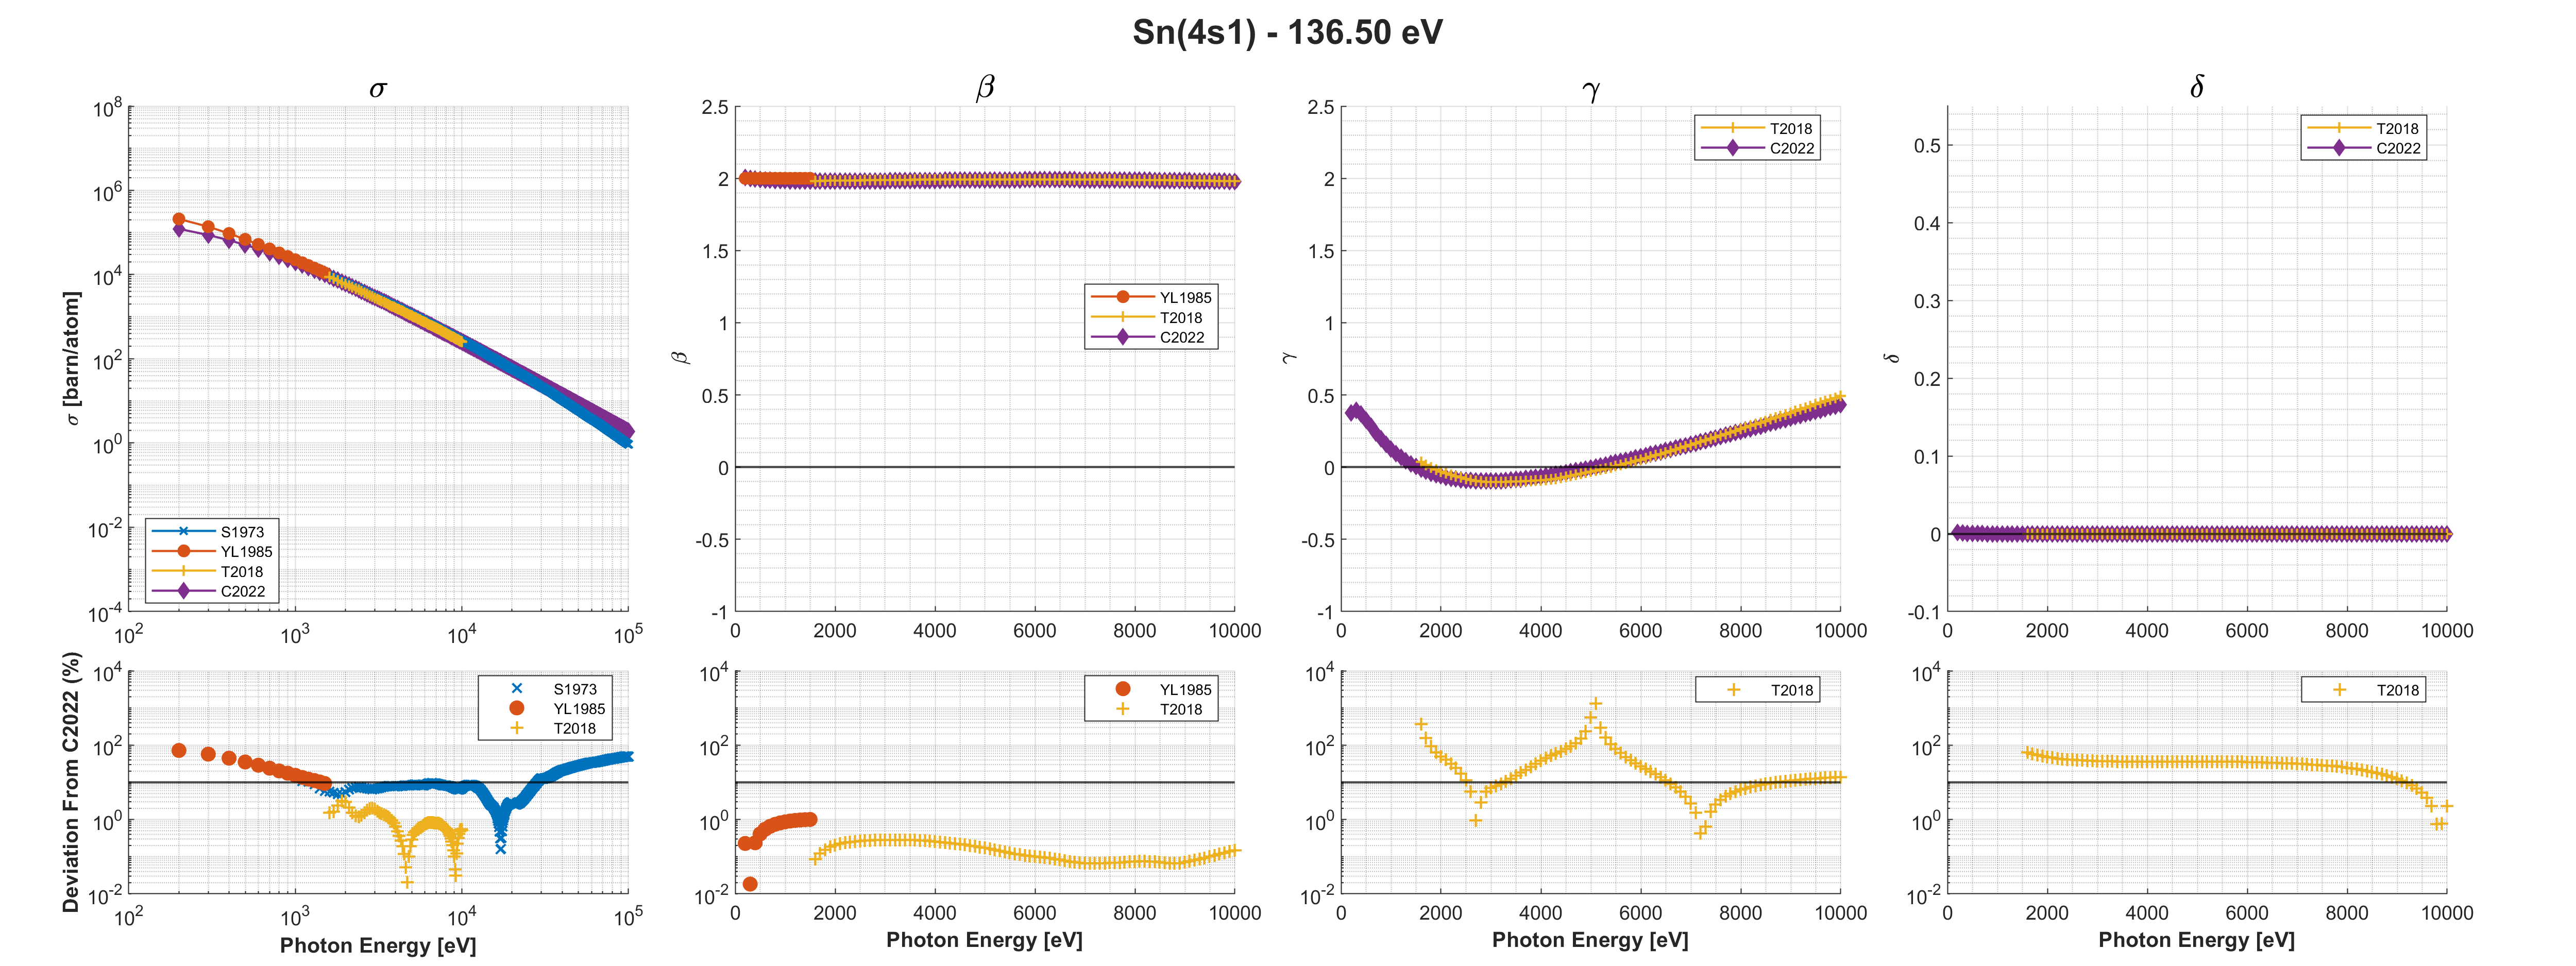 Sn(4s1) - 136.50 eV
σ
β
γ
δ
σ [barn/atom]
10^8
10^6
10^4
10^2
10^0
10^-2
10^-4
10^2
10^3
10^4
10^5
S1973
YL1985
T2018
C2022
β
2.5
2
1.5
1
0.5
0
-0.5
-1
0
2000
4000
6000
8000
10000
YL1985
T2018
C2022
γ
2.5
2
1.5
1
0.5
0
-0.5
-1
0
2000
4000
6000
8000
10000
T2018
C2022
δ
0.5
0.4
0.3
0.2
0.1
0
-0.1
0
2000
4000
6000
8000
10000
T2018
C2022
Deviation From C2022 (%)
10^4
10^2
10^0
10^-2
10^2
10^3
10^4
10^5
Photon Energy [eV]
S1973
YL1985
T2018
10^4
10^2
10^0
10^-2
0
2000
4000
6000
8000
10000
Photon Energy [eV]
YL1985
T2018
10^4
10^2
10^0
10^-2
0
2000
4000
6000
8000
10000
Photon Energy [eV]
T2018
10^4
10^2
10^0
10^-2
0
2000
4000
6000
8000
10000
Photon Energy [eV]
T2018